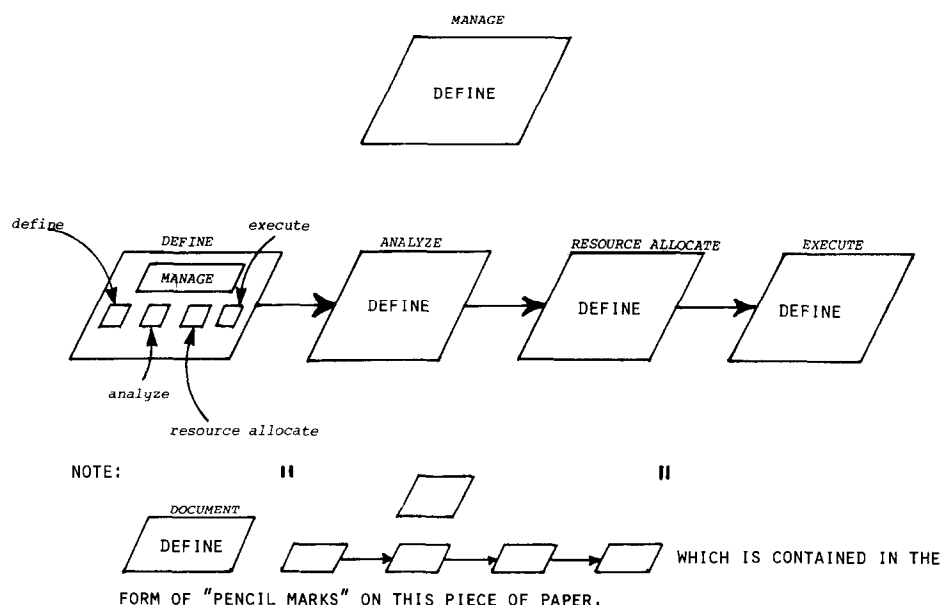 MANAGE
DEFINE
define
execute
DEFINE
ANALYZE
RESOURCE ALLOCATE
EXECUTE
MANAGE
DEFINE
DEFINE
DEFINE
analyze
resource allocate
NOTE: " "
DOCUMENT
DEFINE
WHICH IS CONTAINED IN THE
FORM OF "PENCIL MARKS" ON THIS PIECE OF PAPER.